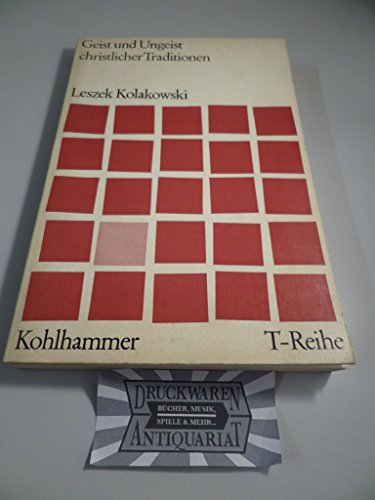 Geist und Ungeist
christlicher Traditionen
Leszek Kolakowski
Kohlhammer
T-Reihe
DRUCKWAREN
BÜCHER, MUSIK,
SPIELE & MEHR...
ANTIQUARIAT